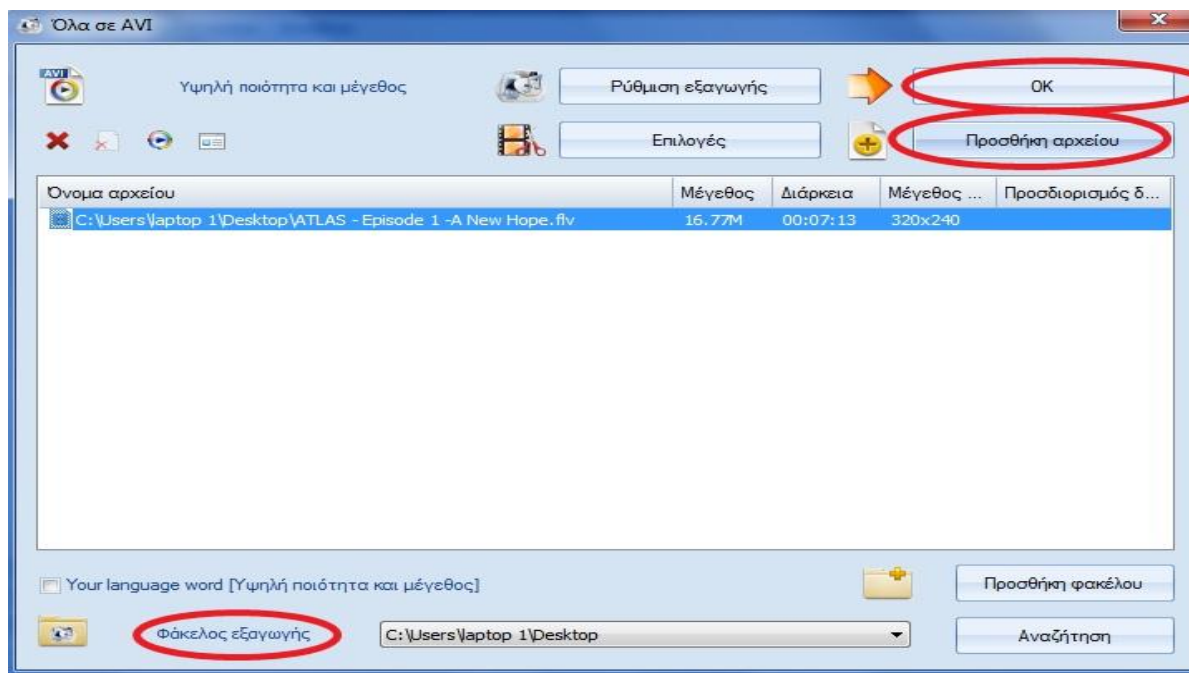 Όλα σε AVI
AVI
Υψηλή ποιότητα και μέγεθος
Ρύθμιση εξαγωγής
OK
Επιλογές
Προσθήκη αρχείου
Όνομα αρχείου Μέγεθος Διάρκεια Μέγεθος ... Προσδιορισμός δ...
C:\Users\laptop 1\Desktop\ATLAS - Episode 1 -A New Hope.flv 16.77M 00:07:13 320x240
Your language word [Υψηλή ποιότητα και μέγεθος]
Προσθήκη φακέλου
Φάκελος εξαγωγής
C:\Users\laptop 1\Desktop
Αναζήτηση